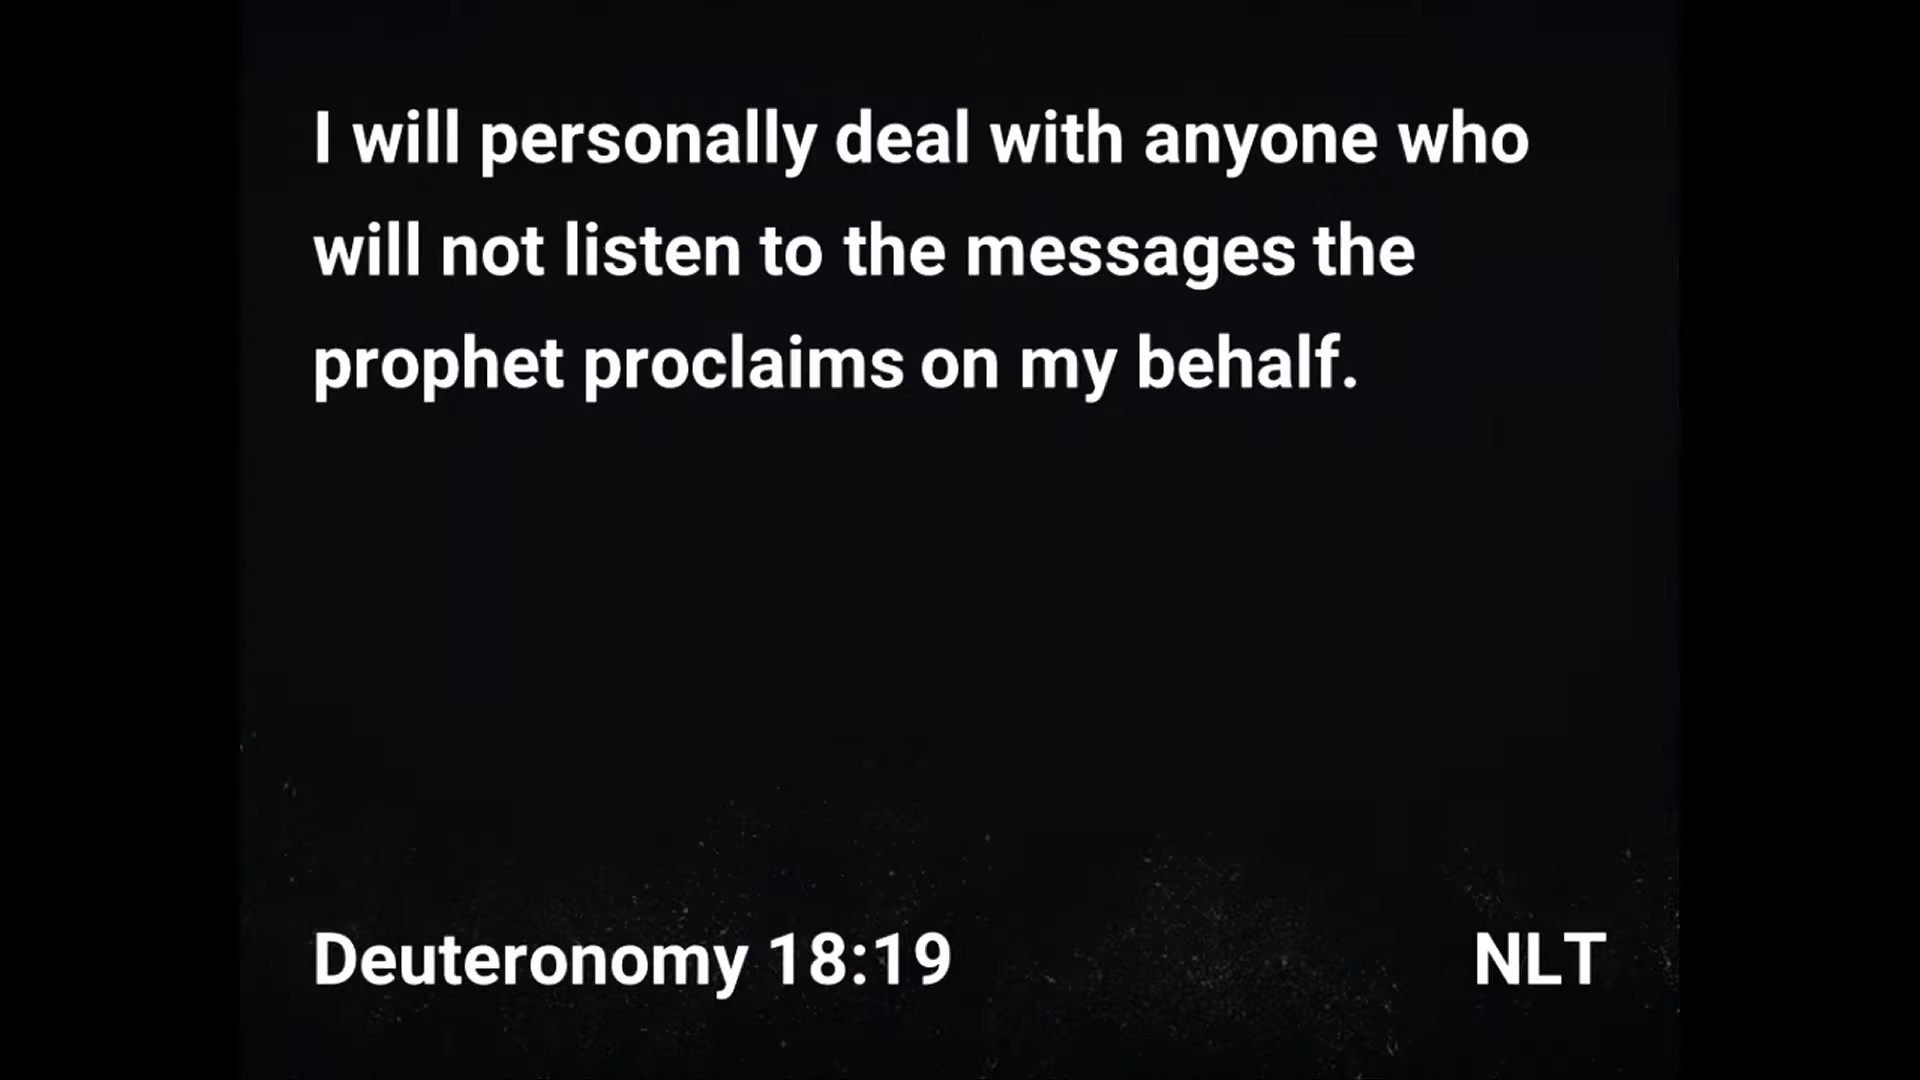 I will personally deal with anyone who
will not listen to the messages the
prophet proclaims on my behalf.
Deuteronomy 18:19 NLT